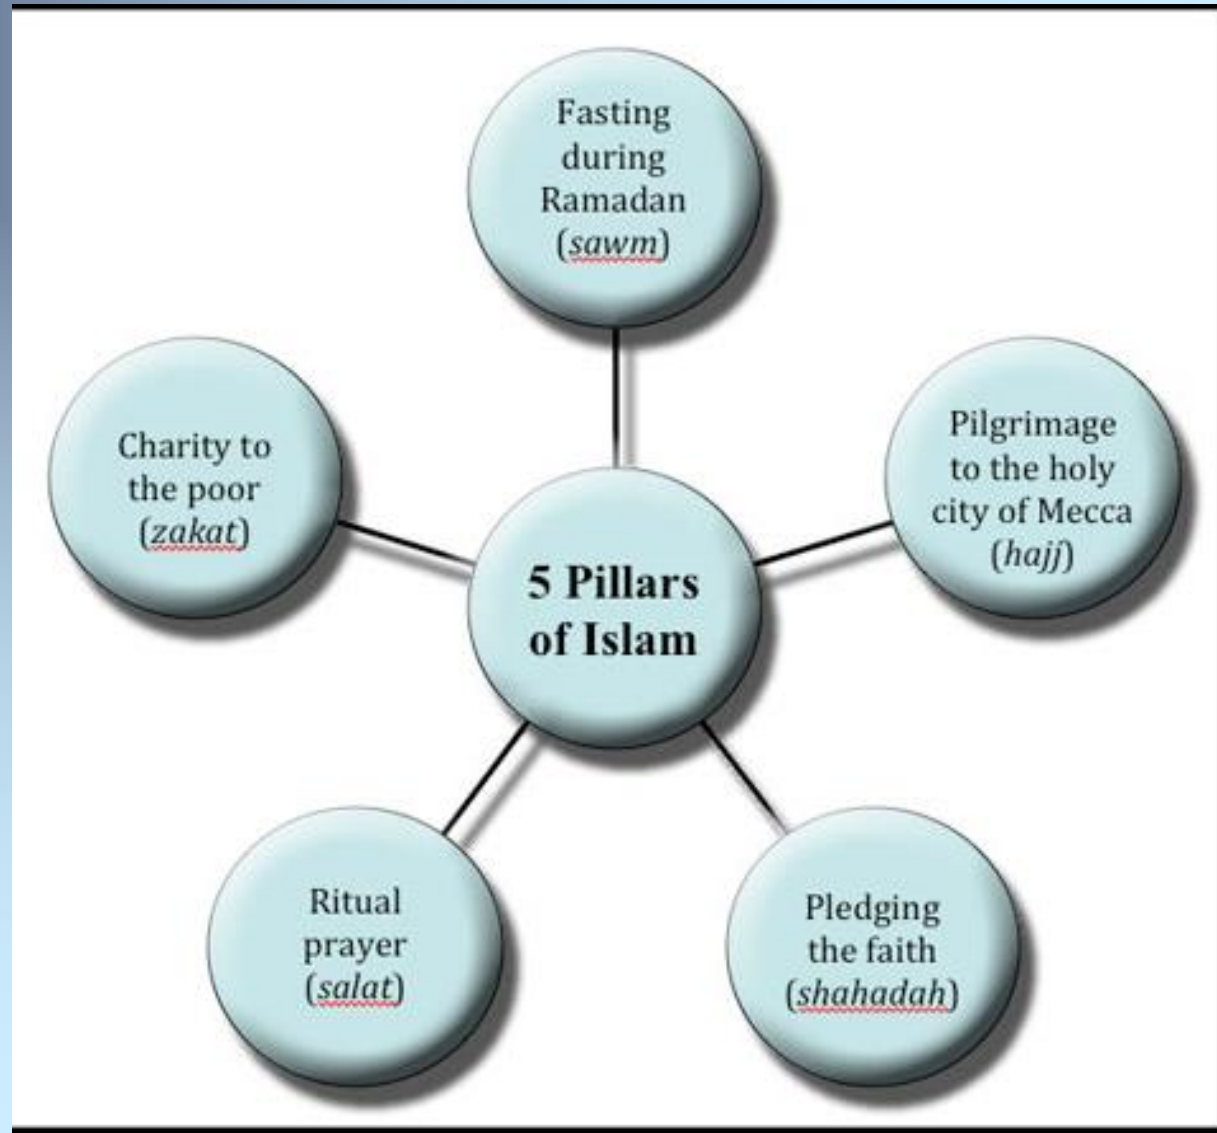 Fasting
during
Ramadan
(sawm)
Charity to
the poor
(zakat)
Pilgrimage
to the holy
city of Mecca
(hajj)
5 Pillars
of Islam
Ritual
prayer
(salat)
Pledging
the faith
(shahadah)